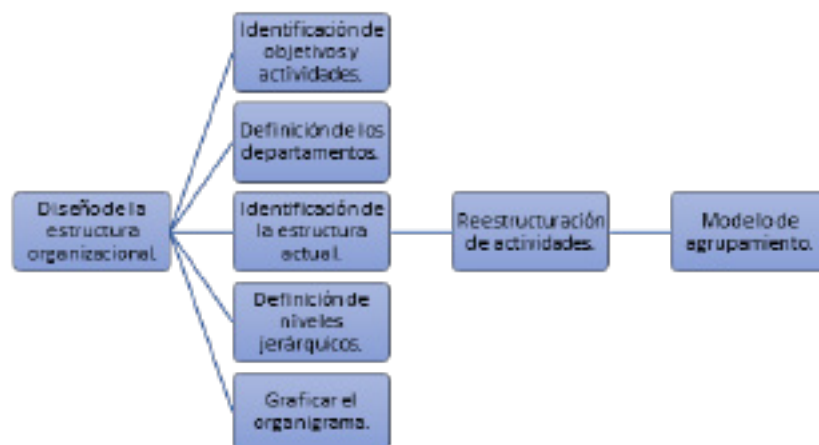 Identificación de
objetivos y
actividades.
Definición de los
departamentos.
Diseño de la
estructura
organizacional.
Identificación de
la estructura
actual.
Reestructuración
de actividades.
Modelo de
agrupamiento.
Definición de
niveles
jerárquicos.
Graficar el
organigrama.